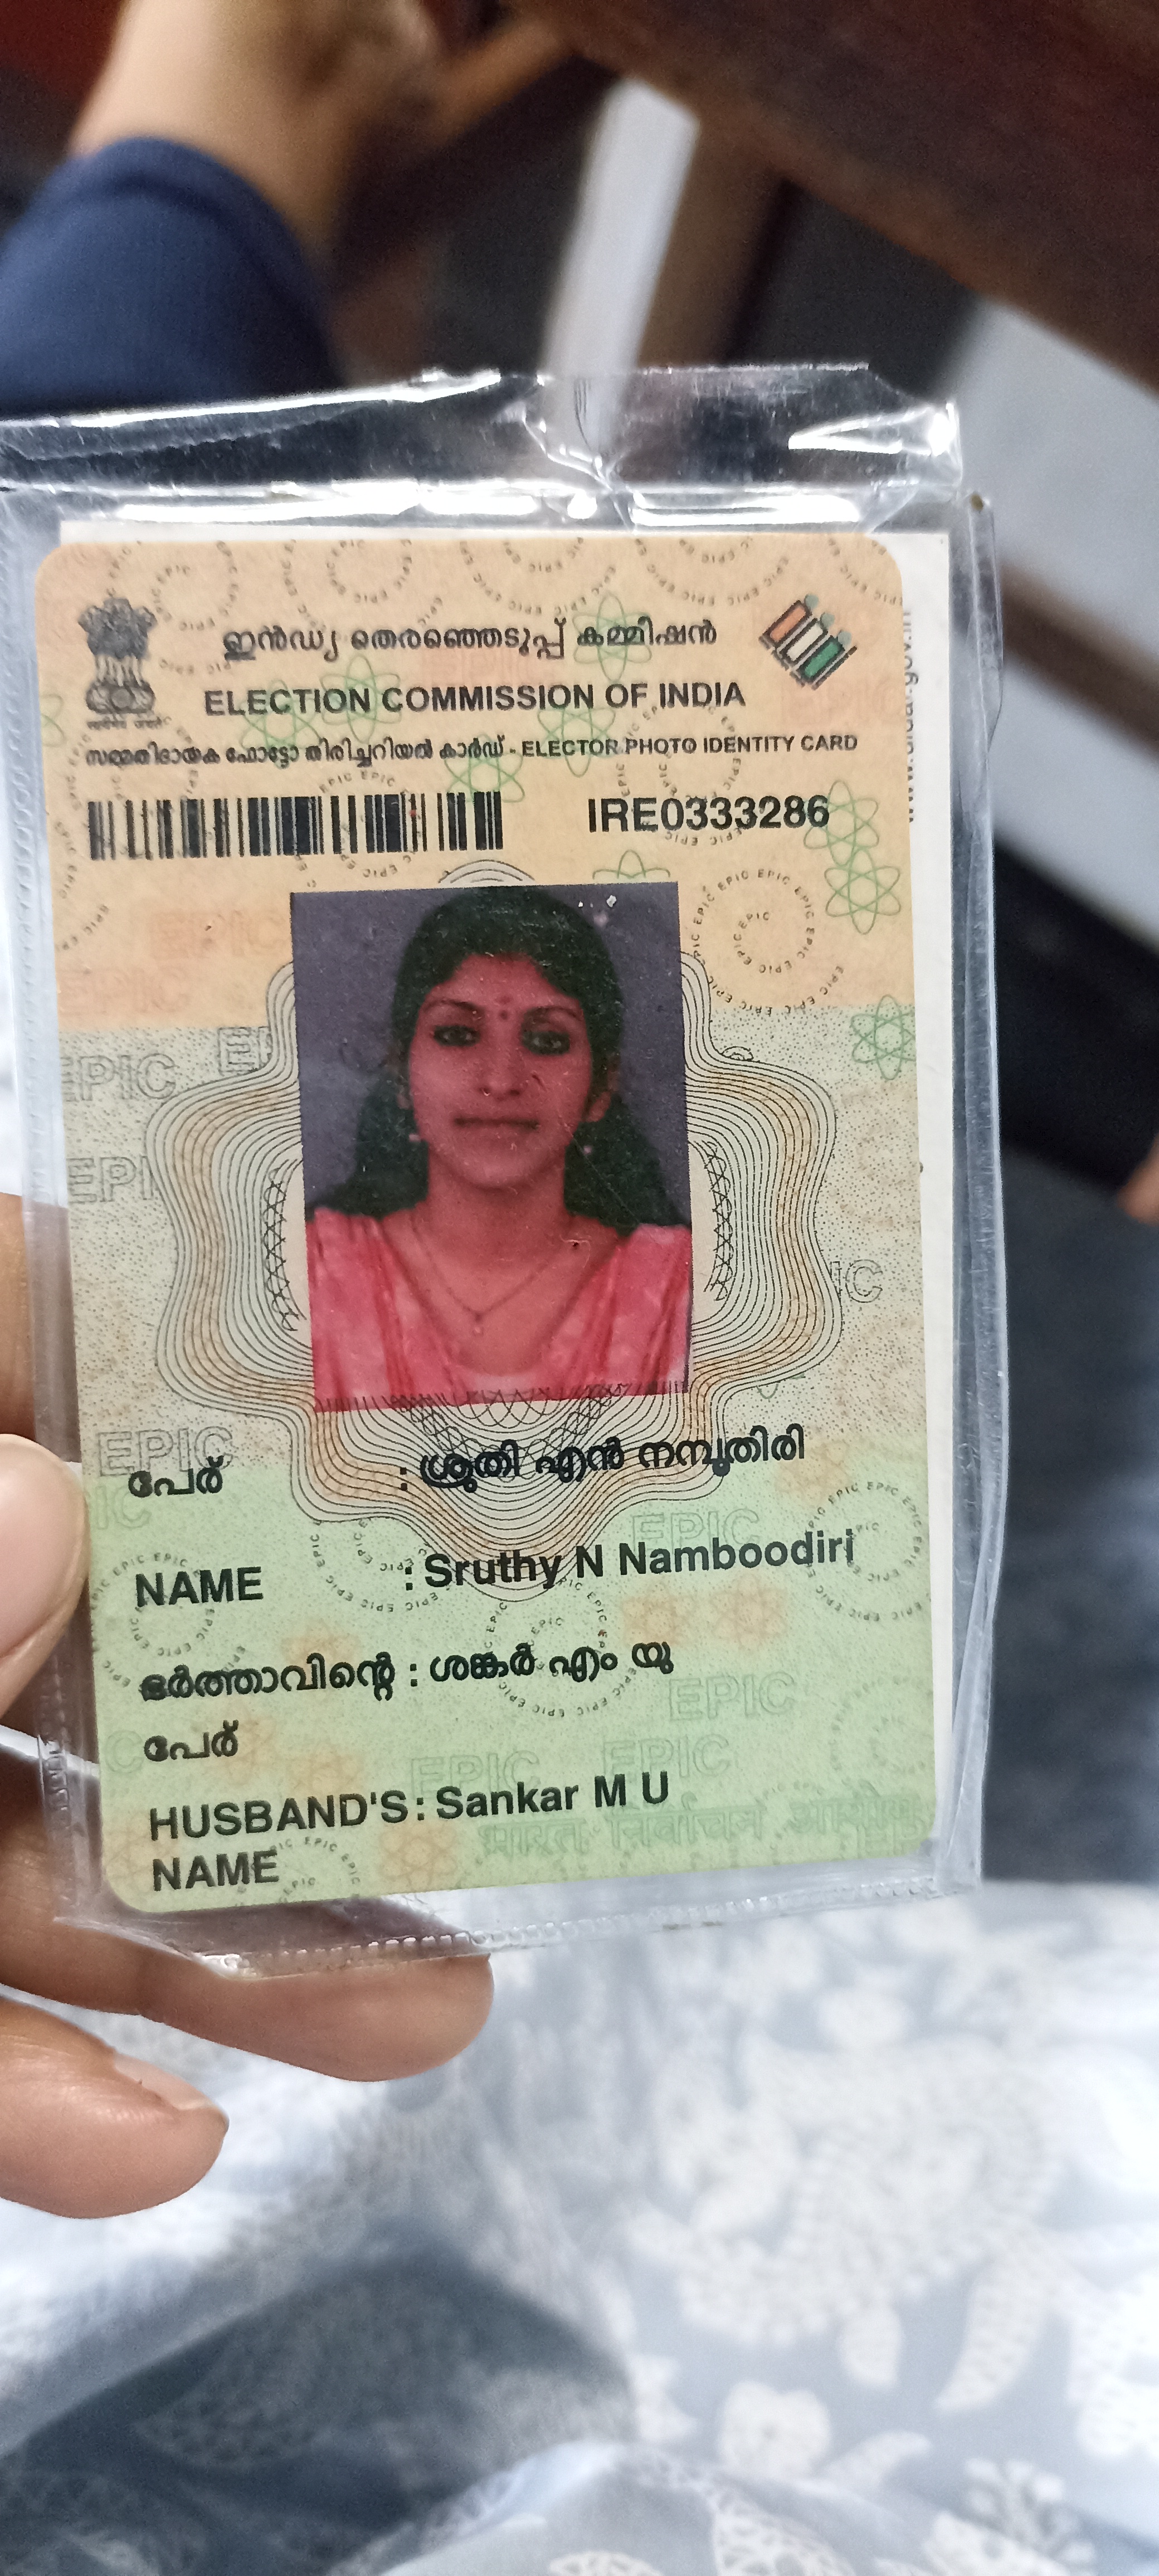 ഇൻഡ്യ തെരഞ്ഞെടുപ്പ് കമ്മീഷൻ
ELECTION COMMISSION OF INDIA
സമ്മതിദായക ഫോട്ടോ തിരിച്ചറിയൽ കാർഡ് - ELECTOR PHOTO IDENTITY CARD
IRE0333286
പേര് : ശ്രുതി എൻ നമ്പൂതിരി
NAME : Sruthy N Namboodiri
ഭർത്താവിന്റെ : ശങ്കർ എം യു
പേര്
HUSBAND'S : Sankar M U
NAME